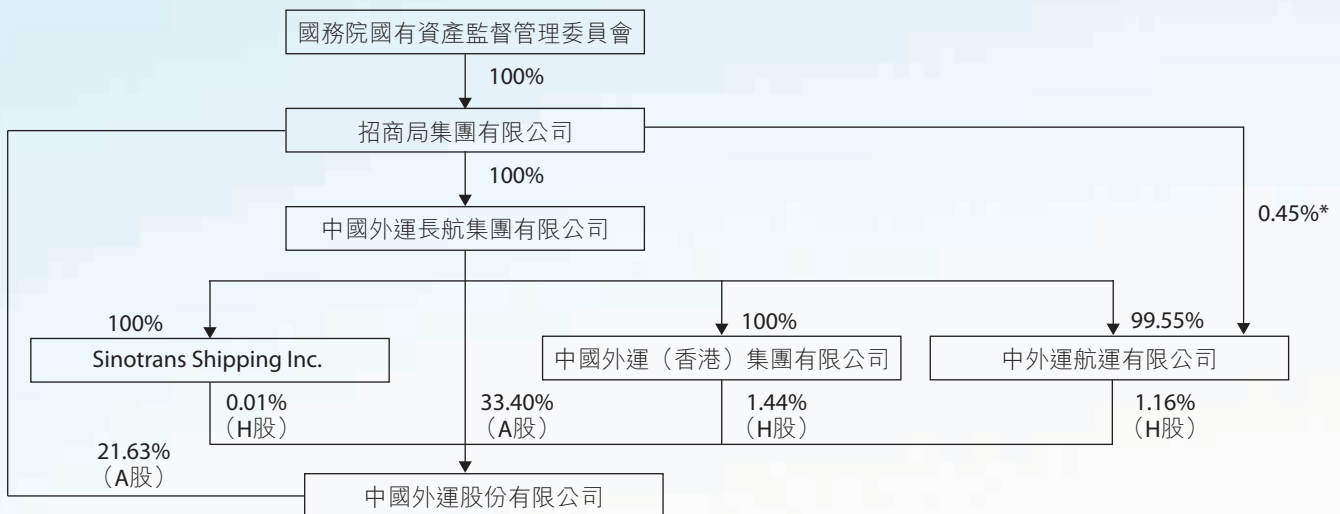 國務院國有資產監督管理委員會
100%
招商局集團有限公司
100%
中國外運長航集團有限公司
0.45%*
100%
100%
99.55%
Sinotrans Shipping Inc.
中國外運（香港）集團有限公司
中外運航運有限公司
0.01%
（H股）
33.40%
（A股）
1.44%
（H股）
1.16%
（H股）
21.63%
（A股）
中國外運股份有限公司